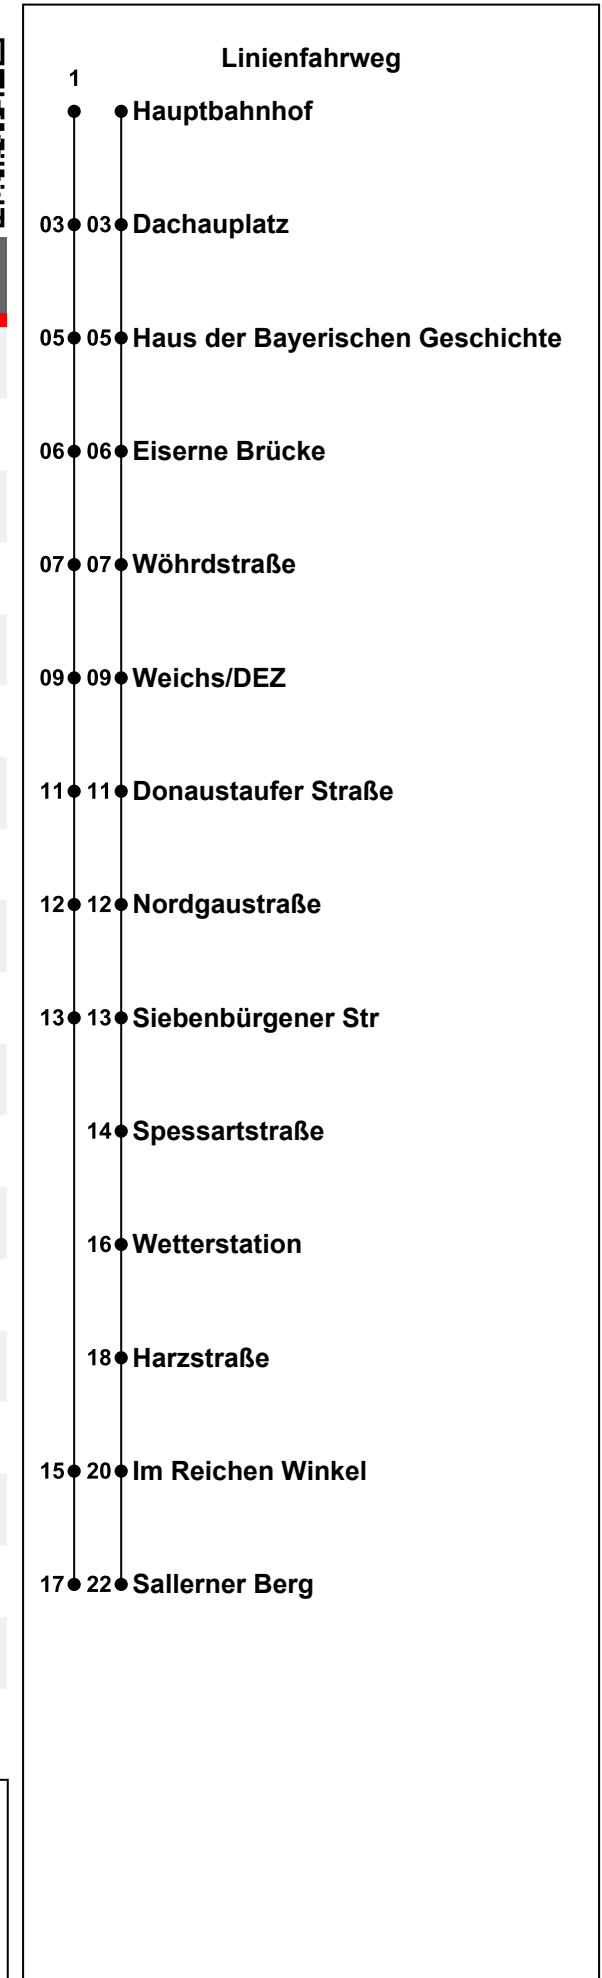 Linienfahrweg
1
Hauptbahnhof
03 03 Dachauplatz
05 05 Haus der Bayerischen Geschichte
06 06 Eiserne Brücke
07 07 Wöhrdstraße
09 09 Weichs/DEZ
11 11 Donaustaufer Straße
12 12 Nordgaustraße
13 13 Siebenbürgener Str
14 Spessartstraße
16 Wetterstation
18 Harzstraße
15 20 Im Reichen Winkel
17 22 Sallerner Berg